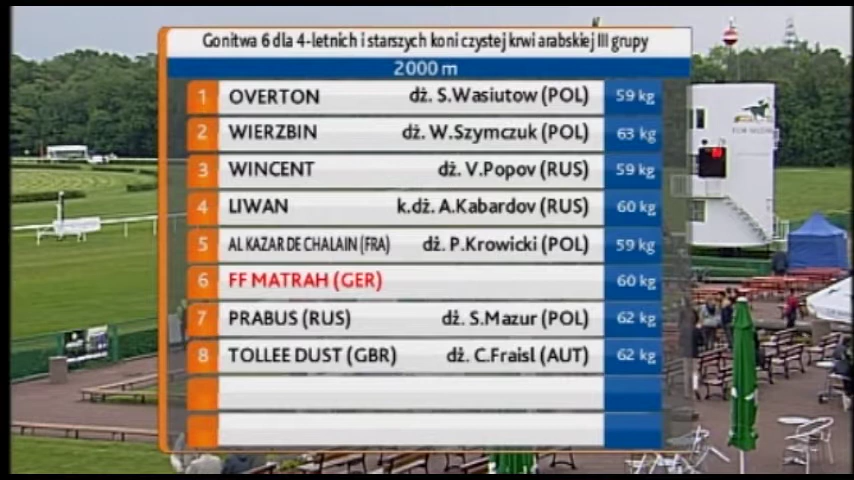 Gonitwa 6 dla 4-letnich i starszych koni czystej krwi arabskiej III grupy
2000 m
1 OVERTON dż. S.Wasiutow (POL) 59 kg
2 WIERZBIN dż. W.Szymczuk (POL) 63 kg
3 WINCENT dż. V.Popov (RUS) 59 kg
4 LIWAN k.dż. A.Kabardov (RUS) 60 kg
5 AL KAZAR DE CHALAIN (FRA) dż. P.Krowicki (POL) 59 kg
6 FF MATRAH (GER) 60 kg
7 PRABUS (RUS) dż. S.Mazur (POL) 62 kg
8 TOLLEE DUST (GBR) dż. C.Fraisl (AUT) 62 kg